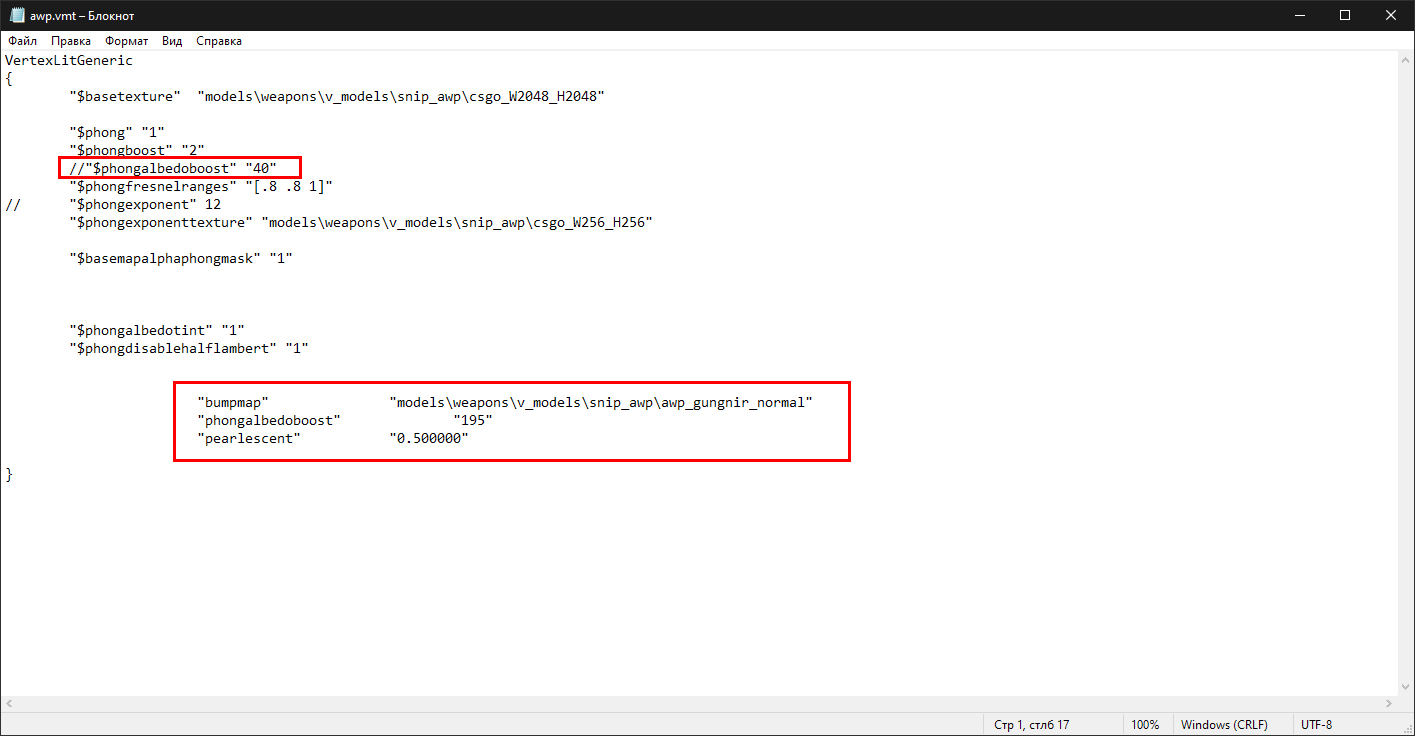 awp.vmt – Блокнот
Файл Правка Формат Вид Справка
VertexLitGeneric
{
"$basetexture" "models\weapons\v_models\snip_awp\csgo_W2048_H2048"
"$phong" "1"
"$phongboost" "2"
//"$phongalbedoboost" "40"
"$phongfresnelranges" "[.8 .8 1]"
// "$phongexponent" 12
"$phongexponenttexture" "models\weapons\v_models\snip_awp\csgo_W256_H256"
"$basemapalphaphongmask" "1"
"$phongalbedotint" "1"
"$phongdisablehalflambert" "1"
"bumpmap" "models\weapons\v_models\snip_awp\awp_gungnir_normal"
"phongalbedoboost" "195"
"pearlescent" "0.500000"
}
Стр 1, стлб 17 100% Windows (CRLF) UTF-8